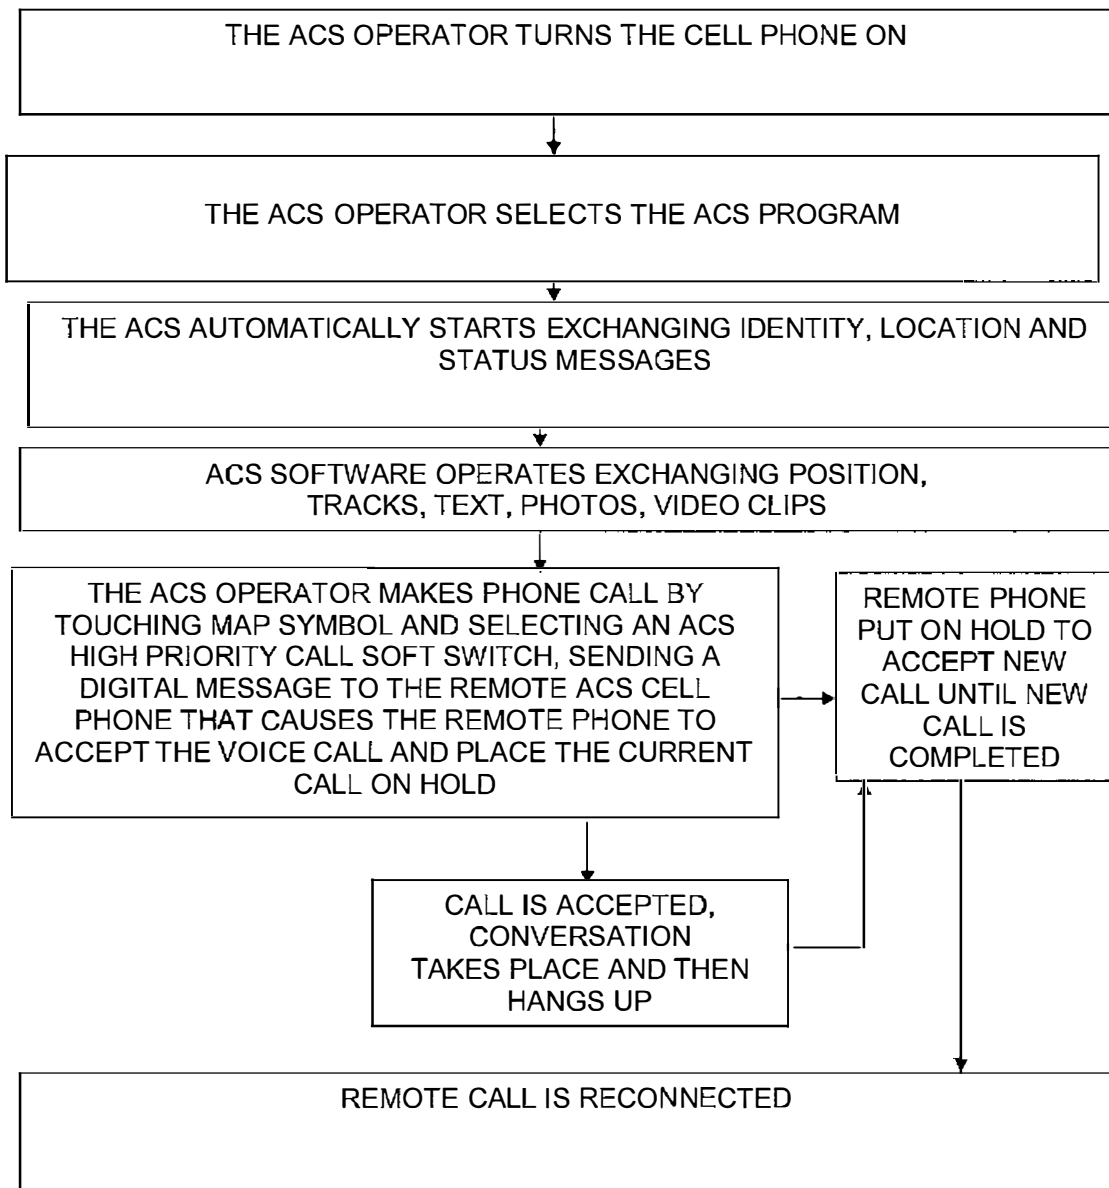 THE ACS OPERATOR TURNS THE CELL PHONE ON
THE ACS OPERATOR SELECTS THE ACS PROGRAM
THE ACS AUTOMATICALLY STARTS EXCHANGING IDENTITY, LOCATION AND
STATUS MESSAGES
ACS SOFTWARE OPERATES EXCHANGING POSITION,
TRACKS, TEXT, PHOTOS, VIDEO CLIPS
THE ACS OPERATOR MAKES PHONE CALL BY
TOUCHING MAP SYMBOL AND SELECTING AN ACS
HIGH PRIORITY CALL SOFT SWITCH, SENDING A
DIGITAL MESSAGE TO THE REMOTE ACS CELL
PHONE THAT CAUSES THE REMOTE PHONE TO
ACCEPT THE VOICE CALL AND PLACE THE CURRENT
CALL ON HOLD
REMOTE PHONE
PUT ON HOLD TO
ACCEPT NEW
CALL UNTIL NEW
CALL IS
COMPLETED
CALL IS ACCEPTED,
CONVERSATION
TAKES PLACE AND THEN
HANGS UP
REMOTE CALL IS RECONNECTED